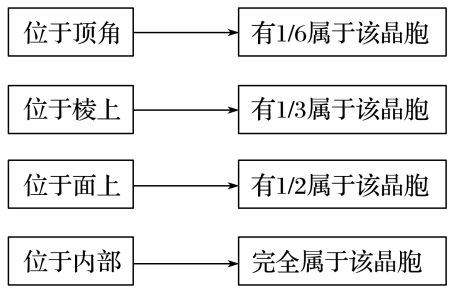 位于顶角 有1/6属于该晶胞
位于棱上 有1/3属于该晶胞
位于面上 有1/2属于该晶胞
位于内部 完全属于该晶胞